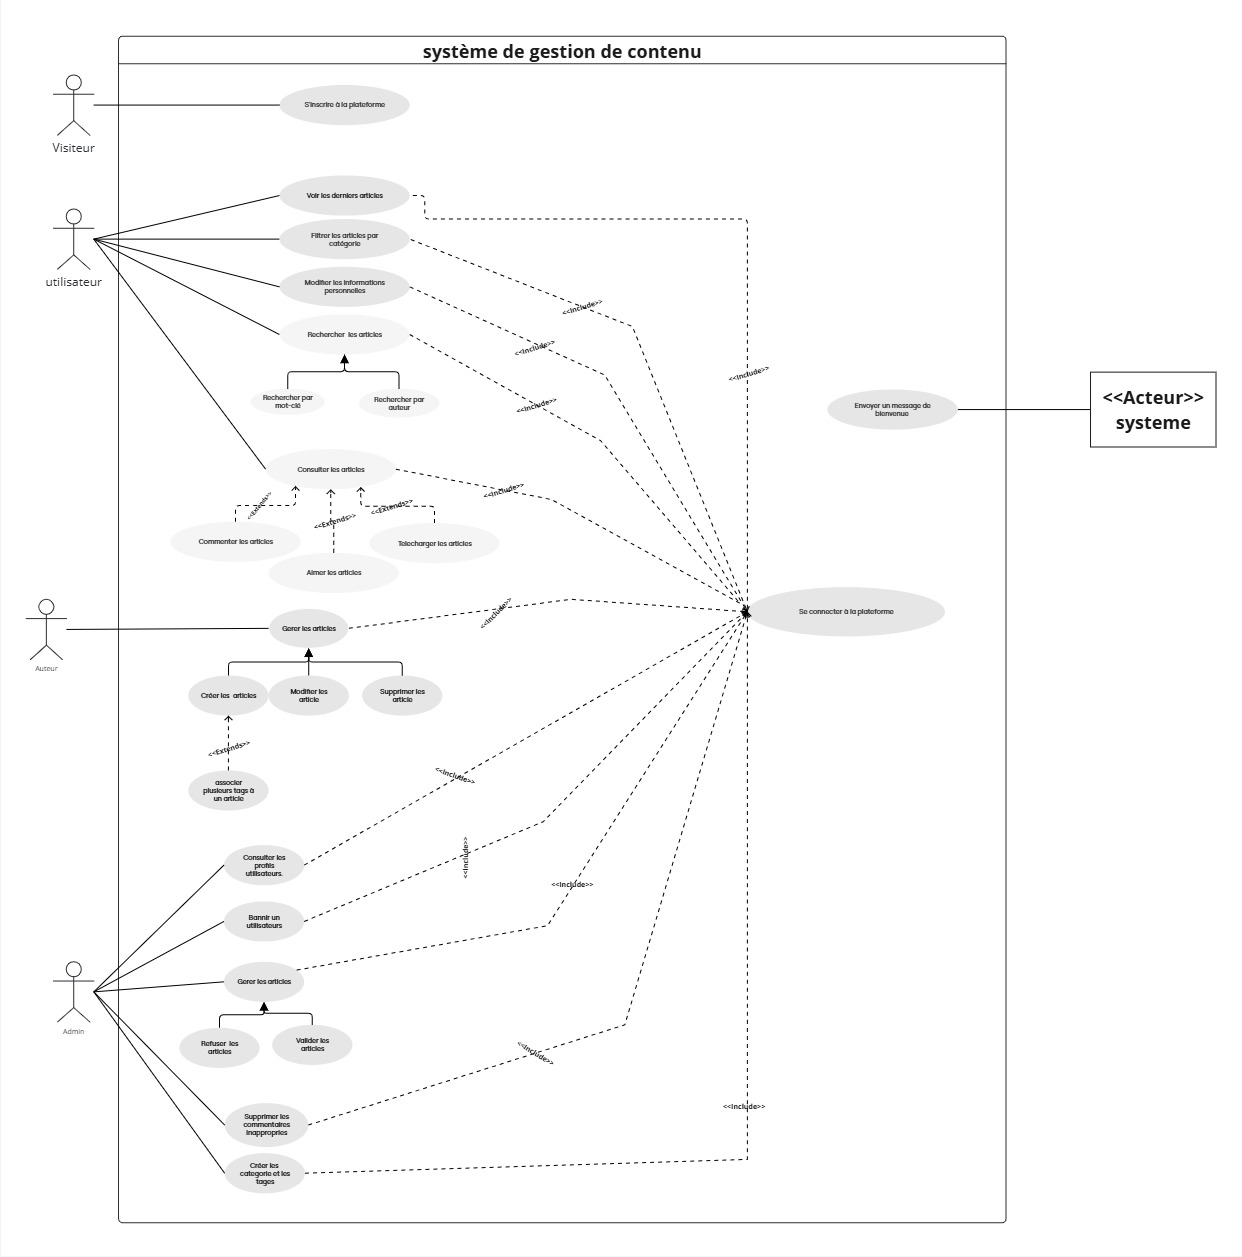 système de gestion de contenu
Visiteur
S'inscrire à la plateforme
utilisateur
Voir les derniers articles
Filtrer les articles par
catégorie
Modifier les informations
personnelles
Rechercher  les articles
Rechercher par
mot-clé
Rechercher par
auteur
<<Include>>
<<Include>>
<<Include>>
<<Include>>
Envoyer un message de
bienvenue
<<Acteur>>
systeme
Consulter les articles
<<Include>>
<<Extends>>
<<Extends>>
<<Extends>>
Commenter les articles
Aimer les articles
Telecharger les articles
Auteur
Gerer les articles
<<Include>>
Se connecter à la plateforme
Créer les  articles
Modifier les
article
Supprimer les
article
<<Extends>>
associer
plusieurs tags à
un article
<<Include>>
Consulter les
profils
utilisateurs.
<<Include>>
Bannir un
utilisateurs
<<Include>>
Admin
Gerer les articles
Refuser  les
articles
Valider les
articles
<<Include>>
Supprimer les
commentaires
inappropries
<<Include>>
Créer les
categorie et les
tages